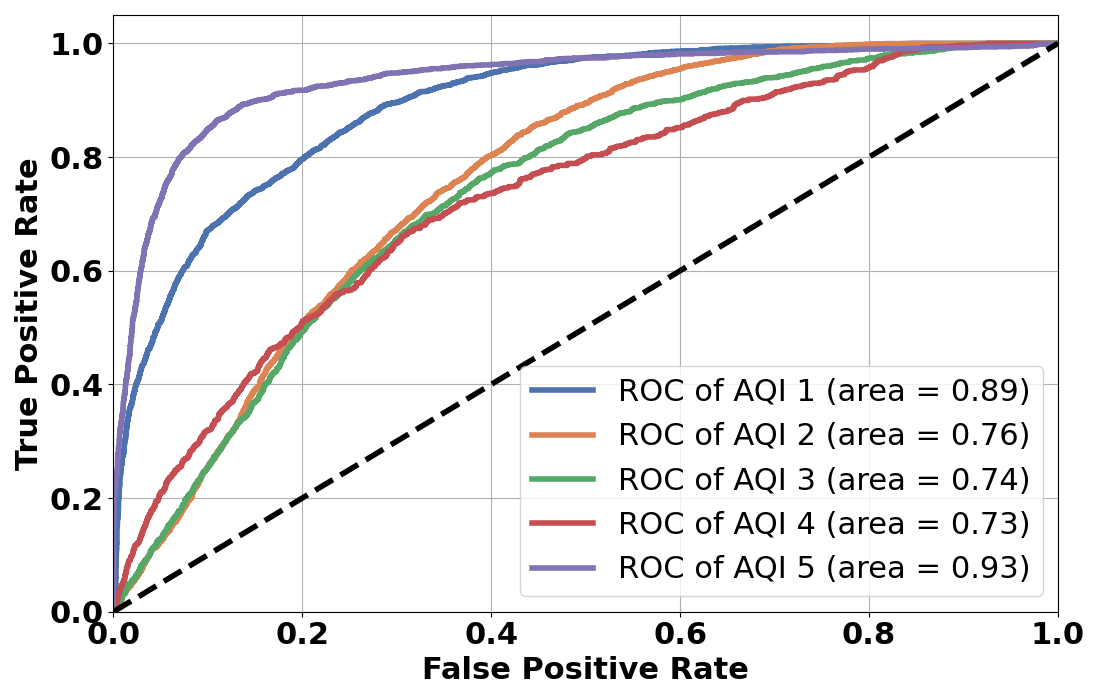 True Positive Rate
1.0
0.8
0.6
0.4
0.2
0.0
ROC of AQI 1 (area = 0.89)
ROC of AQI 2 (area = 0.76)
ROC of AQI 3 (area = 0.74)
ROC of AQI 4 (area = 0.73)
ROC of AQI 5 (area = 0.93)
0.0 0.2 0.4 0.6 0.8 1.0
False Positive Rate